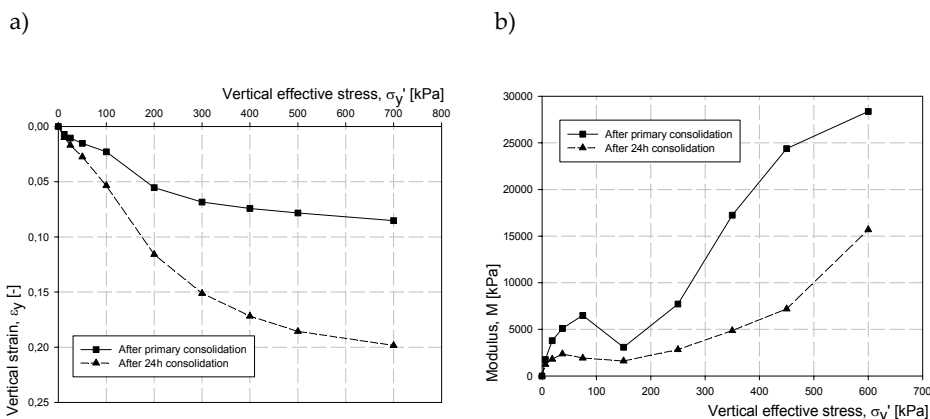 a)
Vertical effective stress, σy' [kPa]
0 100 200 300 400 500 600 700 800
0,00
0,05
0,10
0,15
0,20
0,25
Vertical strain, εy [-]
After primary consolidation
After 24h consolidation
b)
30000
25000
20000
15000
10000
5000
0
Modulus, M [kPa]
After primary consolidation
After 24h consolidation
0 100 200 300 400 500 600 700
Vertical effective stress, σv' [kPa]